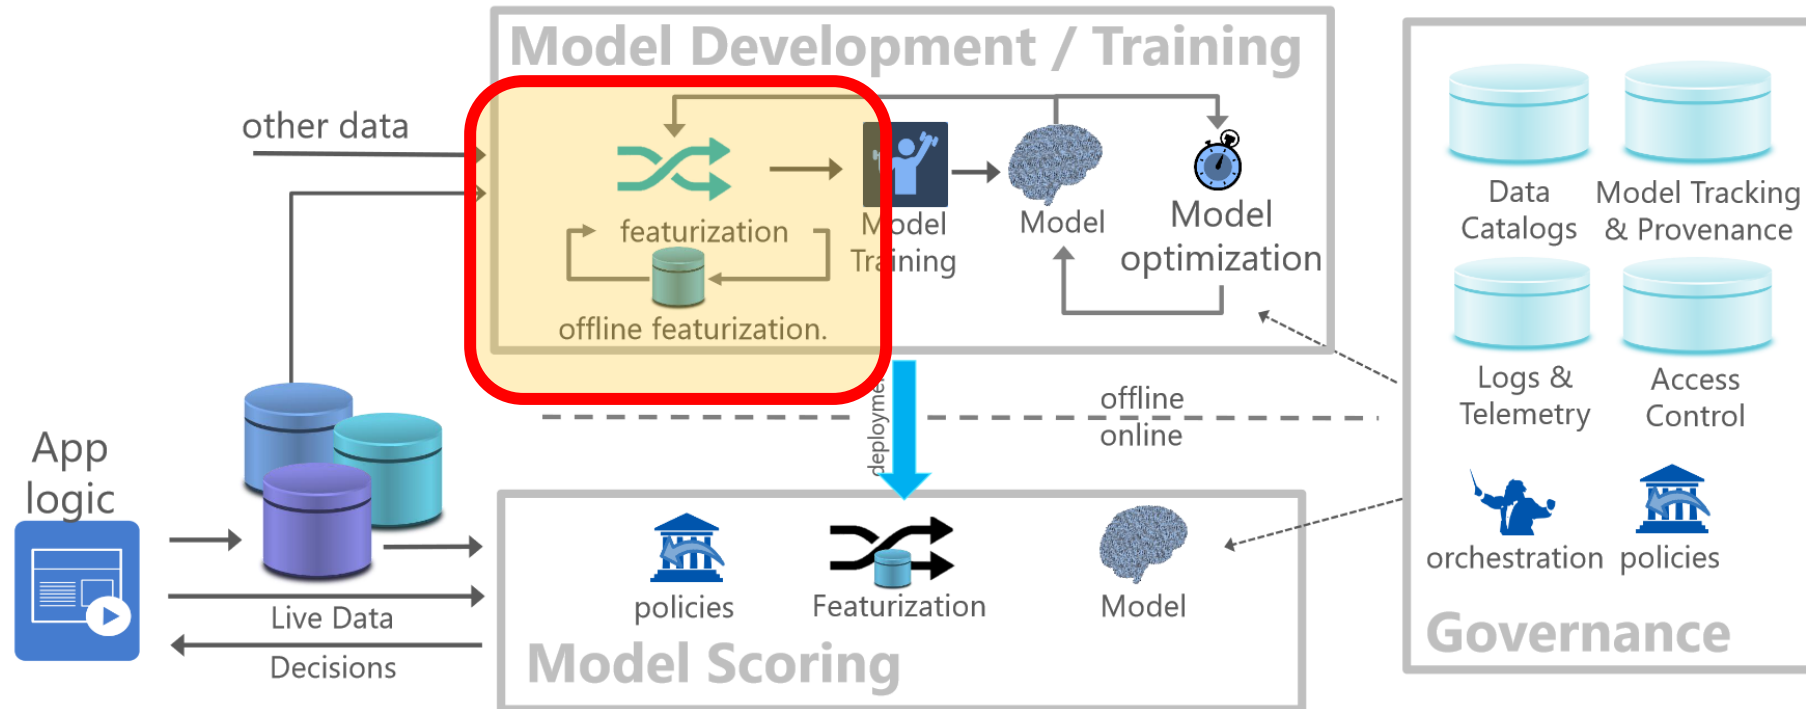 Model Development / Training
other data
featurization
offline featurization.
Model
Training
Model
Model
optimization
deployme
offline
online
App
logic
Live Data
Decisions
policies
Featurization
Model
Model Scoring
Data
Catalogs
Model Tracking
& Provenance
Logs &
Telemetry
Access
Control
orchestration
policies
Governance